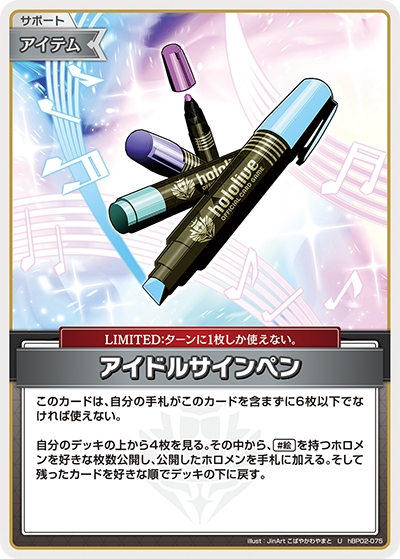 サポート
アイテム
hololive
OFFICIAL CARD GAME
hololive
OFFICIAL CARD GAME
LIMITED:ターンに1枚しか使えない。
アイドルサインペン
このカードは、自分の手札がこのカードを含まずに6枚以下でな
ければ使えない。
自分のデッキの上から4枚を見る。その中から、#絵を持つホロメ
ンを好きな枚数公開し、公開したホロメンを手札に加える。そして
残ったカードを好きな順でデッキの下に戻す。
illust : JinArt こばやかわやまと U hBP02-075